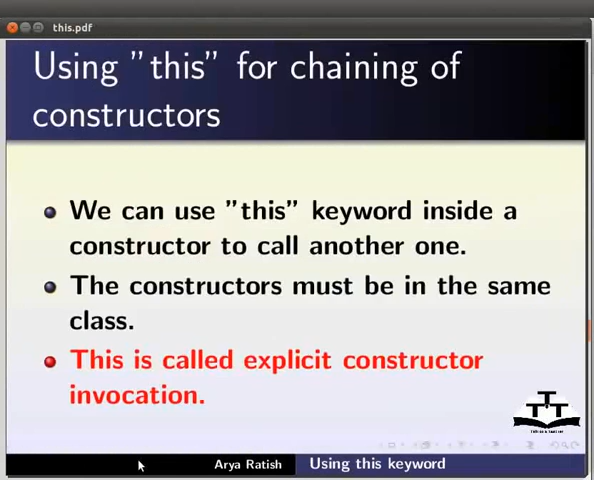 this.pdf
Using "this" for chaining of
constructors
We can use "this" keyword inside a
constructor to call another one.
The constructors must be in the same
class.
This is called explicit constructor
invocation.
Arya Ratish
Using this keyword